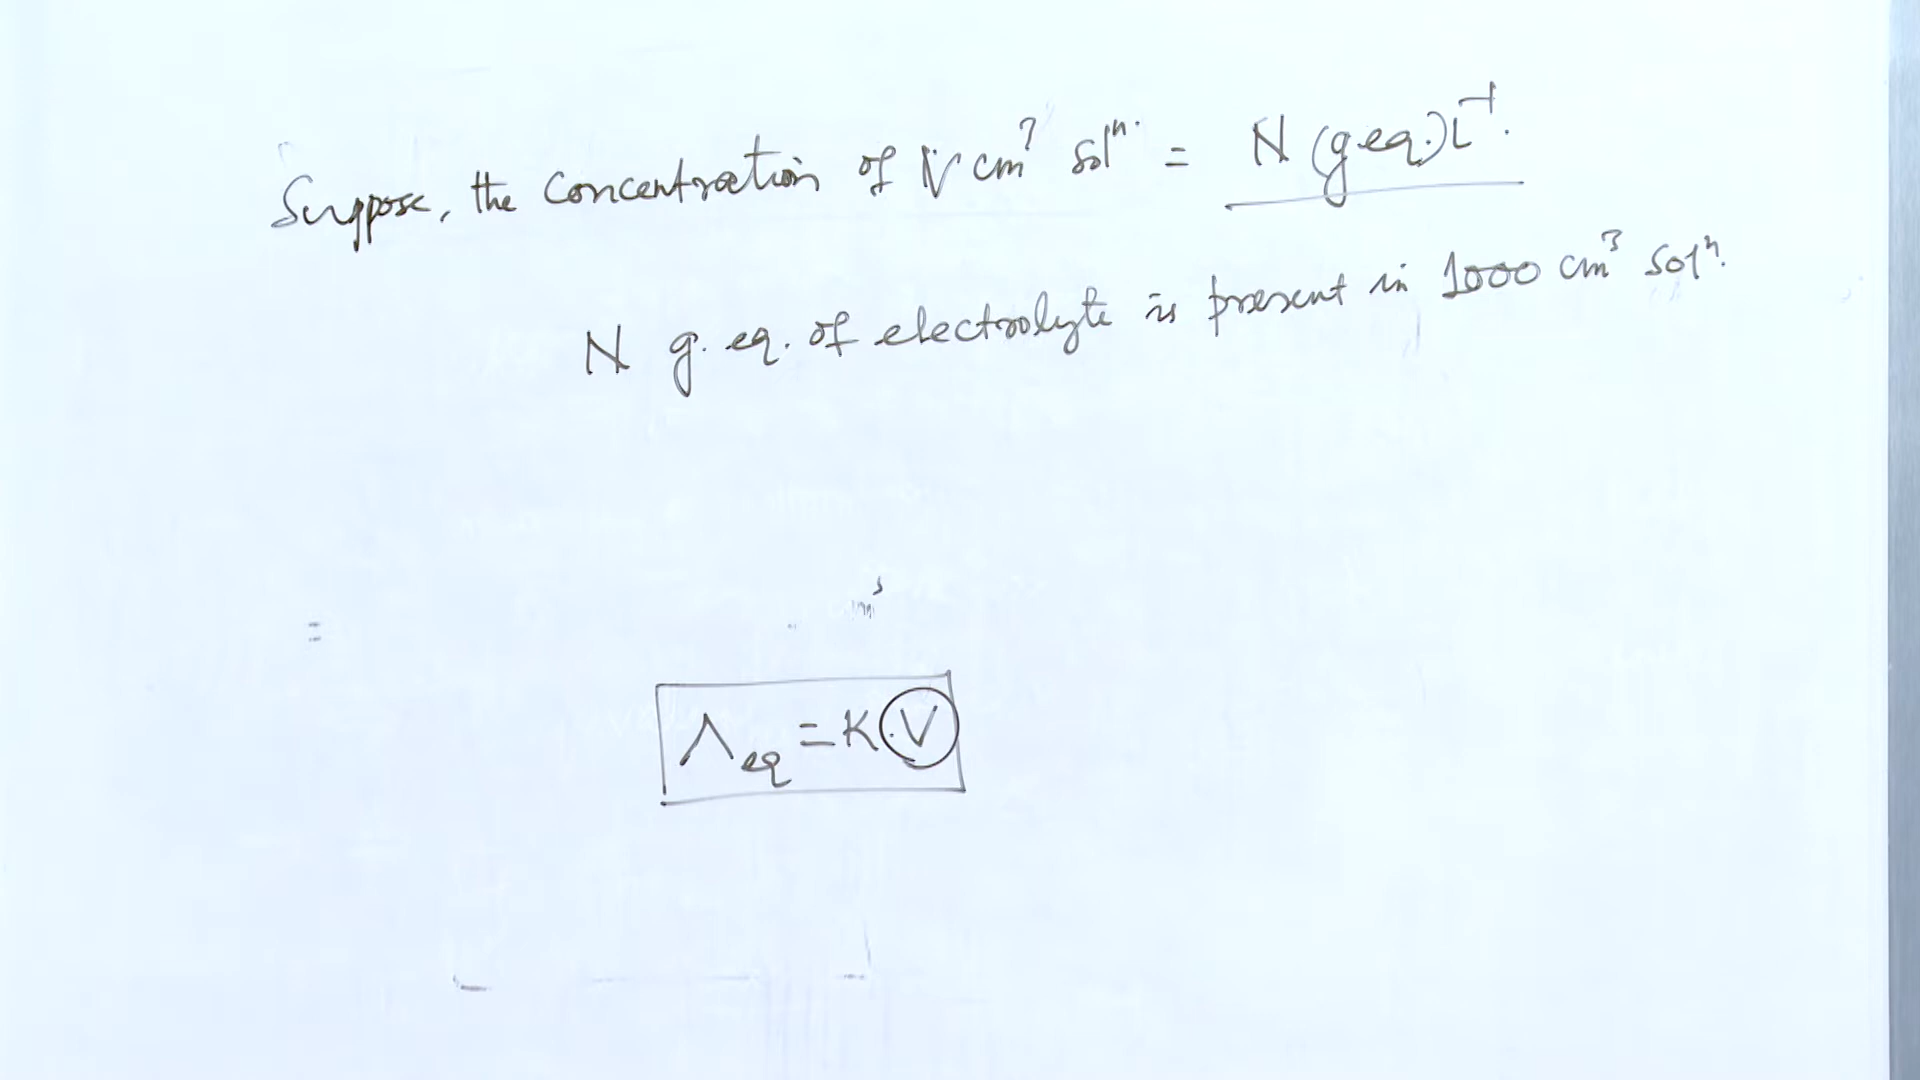 Suppose, the concentration of V cm³ solⁿ. = N (g.eq.) L⁻¹.
N g. eq. of electrolyte is present in 1000 cm³ solⁿ.
Λeq = K.V